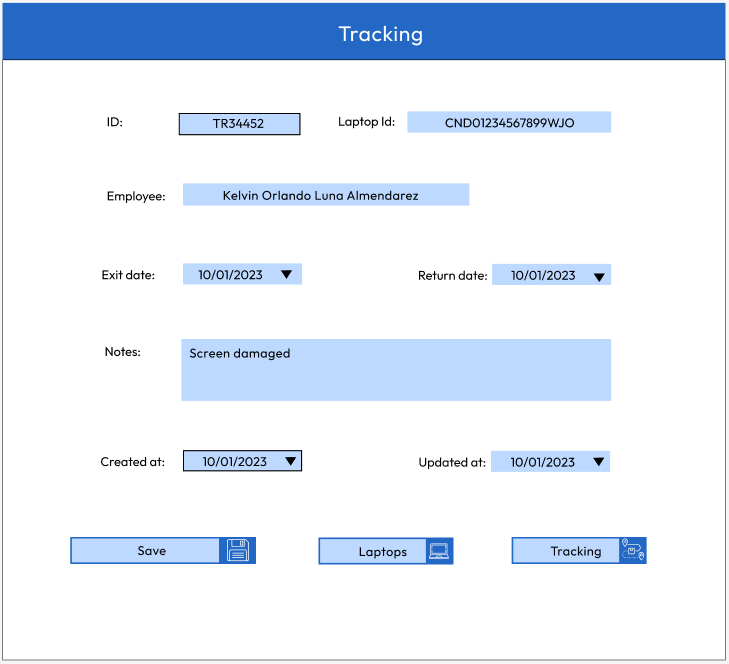 Tracking
ID: TR34452 Laptop Id: CND01234567899WJO
Employee: Kelvin Orlando Luna Almendarez
Exit date: 10/01/2023 Return date: 10/01/2023
Notes: Screen damaged
Created at: 10/01/2023 Updated at: 10/01/2023
Save Laptops Tracking